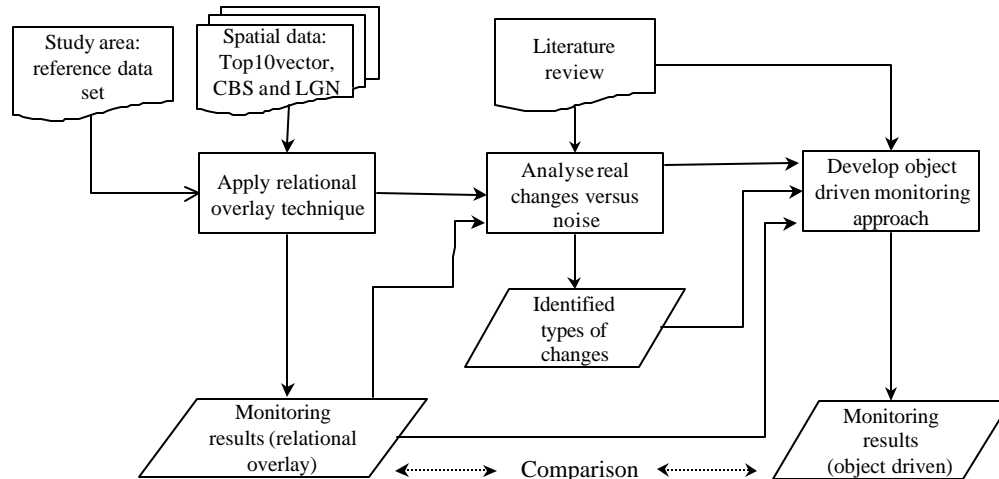 Study area:
reference data
set
Spatial data:
Top10vector,
CBS and LGN
Literature
review
Apply relational
overlay technique
Analyse real
changes versus
noise
Develop object
driven monitoring
approach
Identified
types of
changes
Monitoring
results (relational
overlay)
Comparison
Monitoring
results
(object driven)